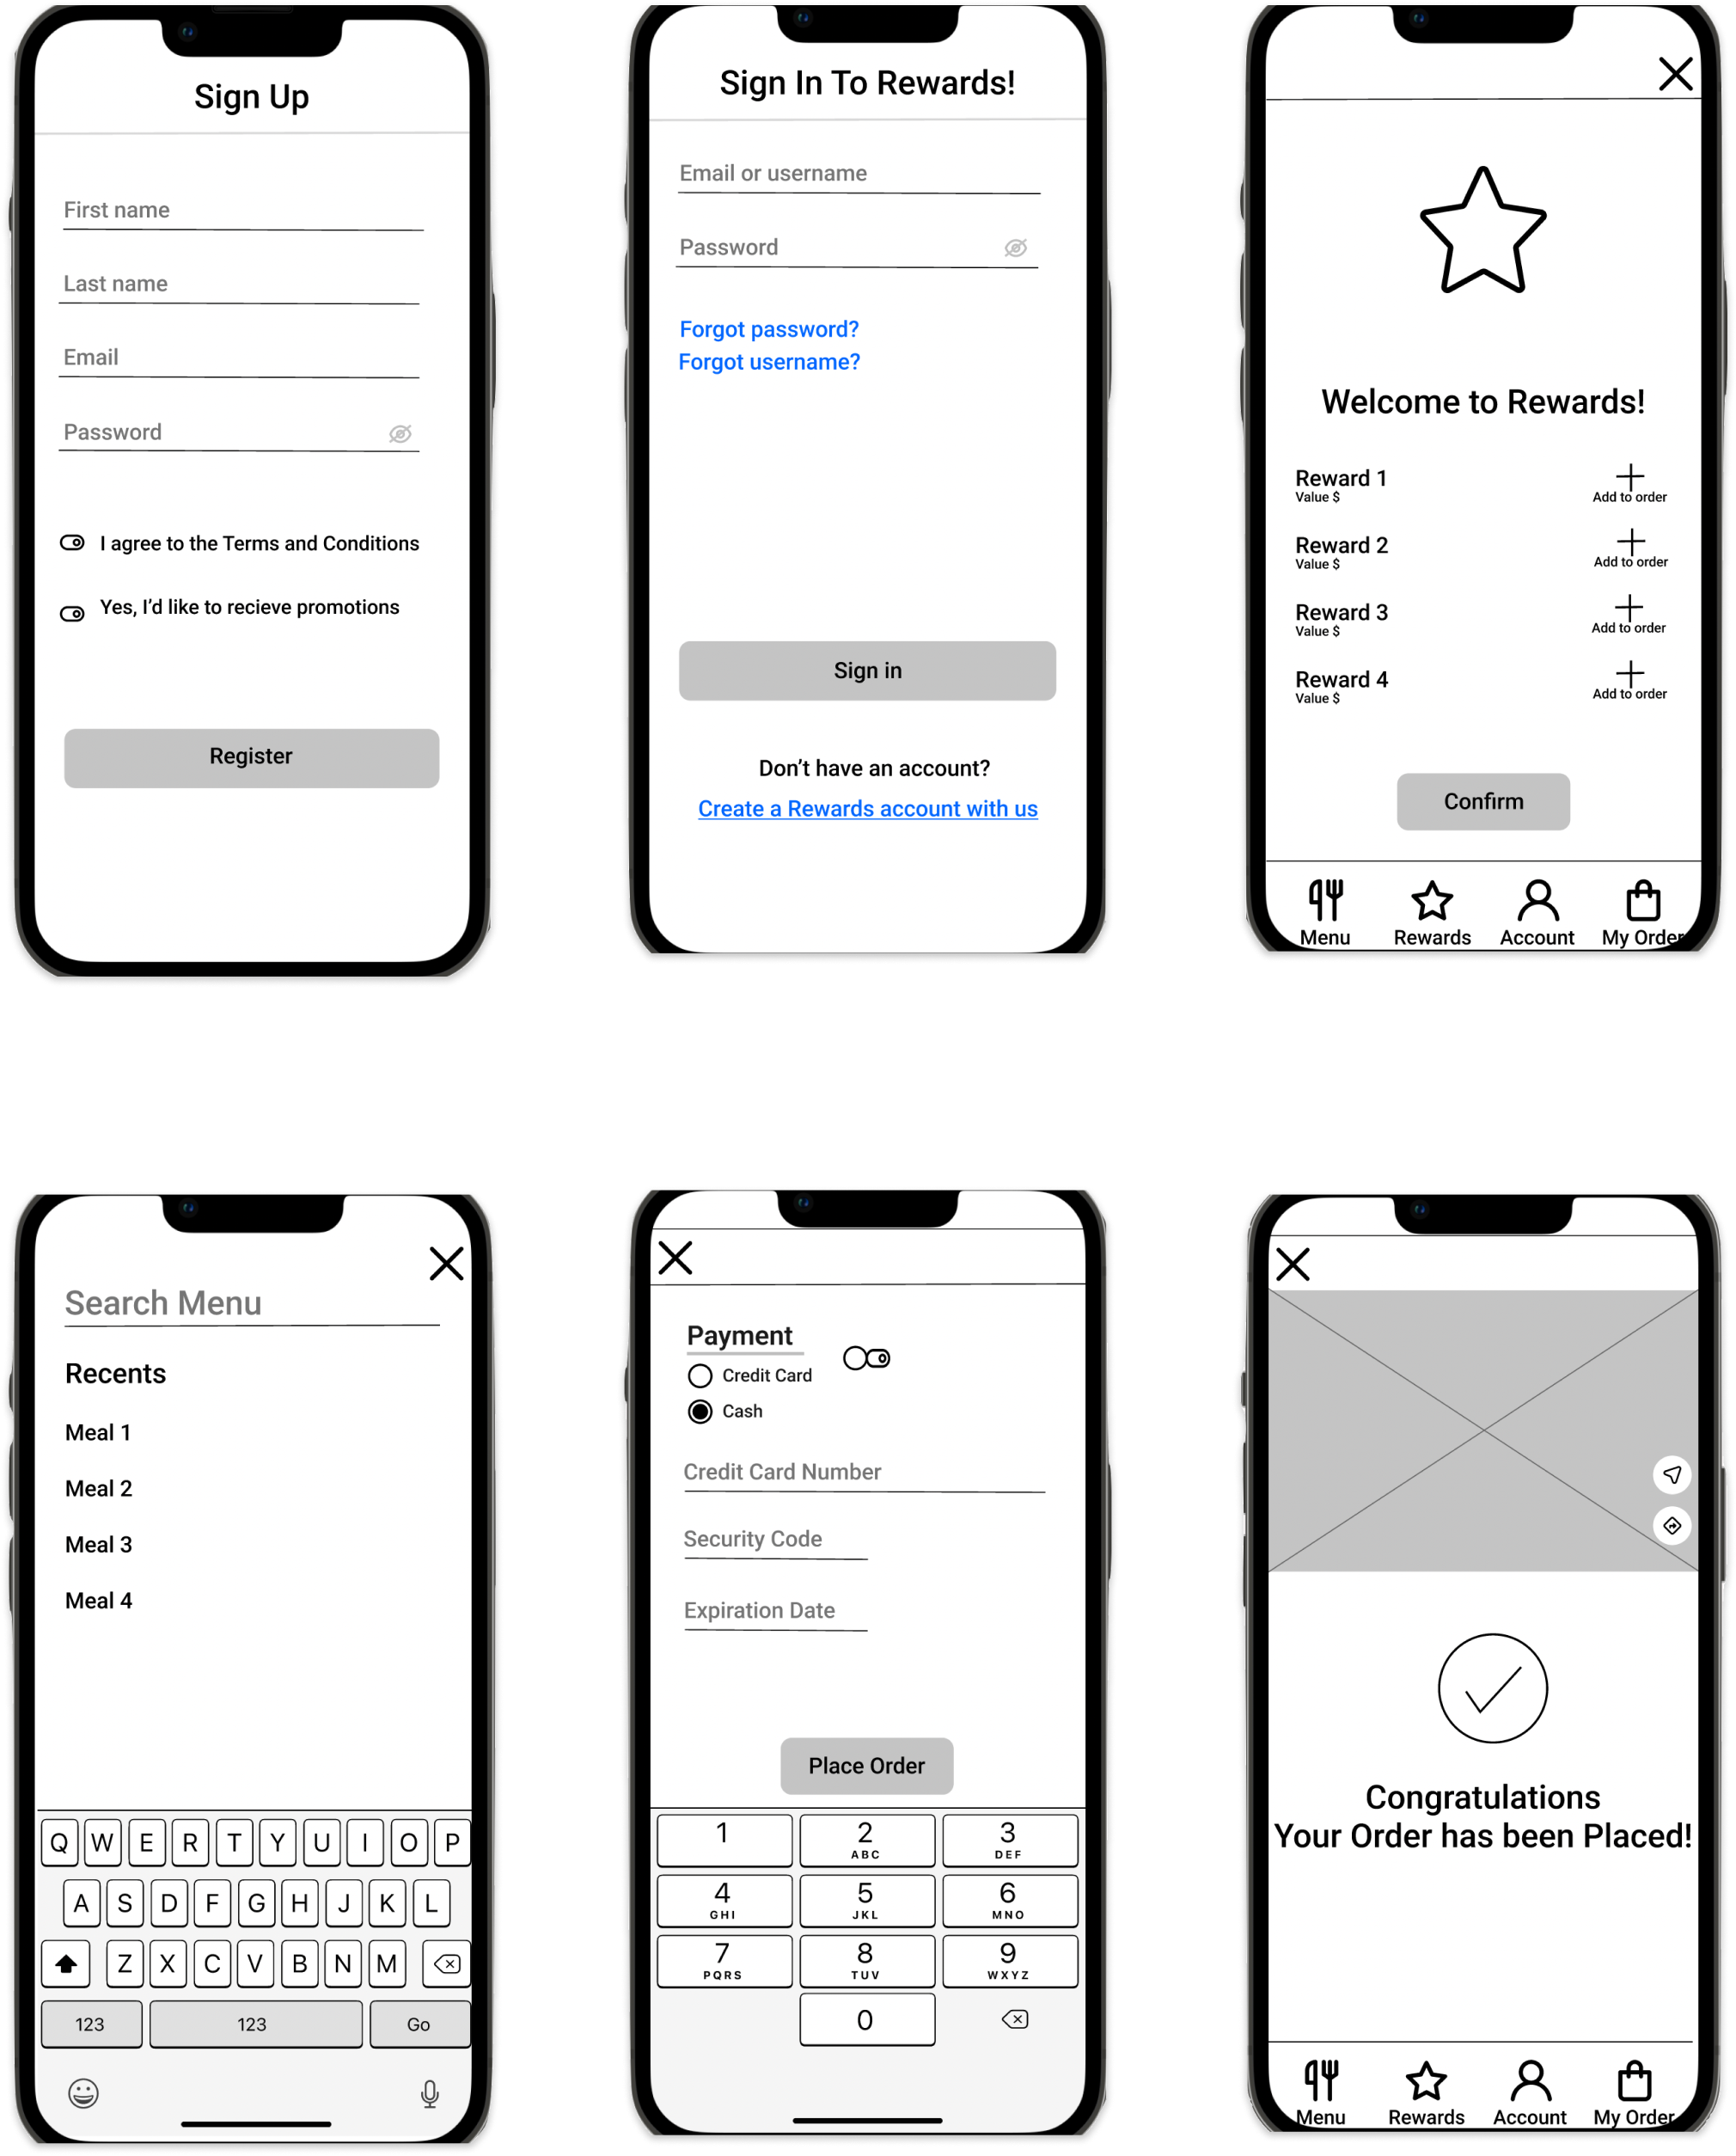 Sign Up
First name
Last name
Email
Password
I agree to the Terms and Conditions
Yes, I'd like to recieve promotions
Register
Sign In To Rewards!
Email or username
Password
Forgot password?
Forgot username?
Sign in
Don't have an account?
Create a Rewards account with us
Welcome to Rewards!
Reward 1
Value $
Add to order
Reward 2
Value $
Add to order
Reward 3
Value $
Add to order
Reward 4
Value $
Add to order
Confirm
Menu Rewards Account My Order
Search Menu
Recents
Meal 1
Meal 2
Meal 3
Meal 4
Q W E R T Y U I O P
A S D F G H J K L
Z X C V B N M
123 123 Go
Payment
Credit Card
Cash
Credit Card Number
Security Code
Expiration Date
Place Order
1 2 3
ABC DEF
4 5 6
GHI JKL MNO
7 8 9
PQRS TUV WXYZ
0
Congratulations
Your Order has been Placed!
Menu Rewards Account My Order